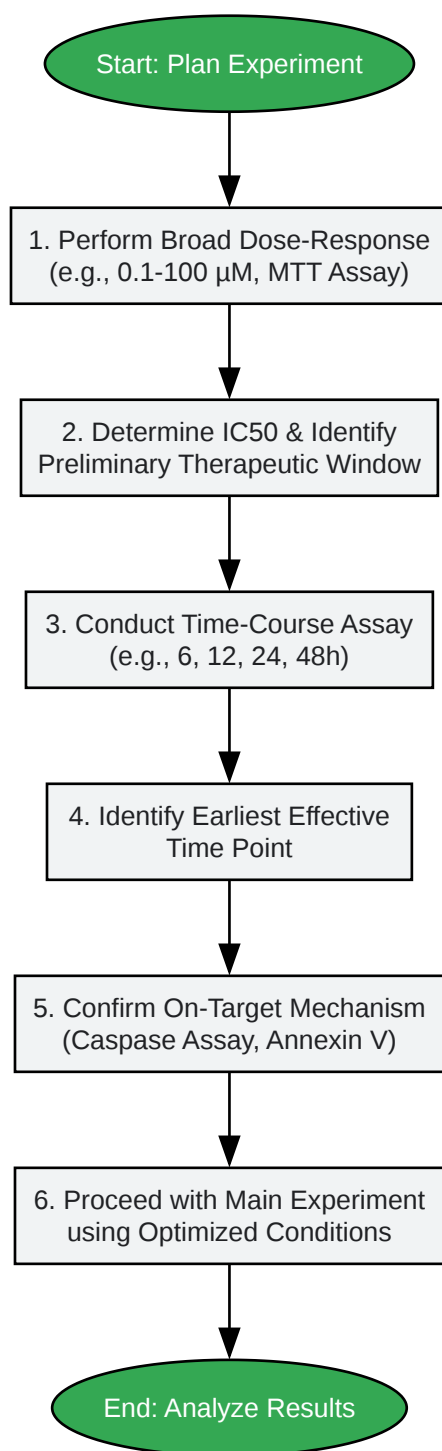 Start: Plan Experiment
1. Perform Broad Dose-Response
(e.g., 0.1-100 µM, MTT Assay)
2. Determine IC50 & Identify
Preliminary Therapeutic Window
3. Conduct Time-Course Assay
(e.g., 6, 12, 24, 48h)
4. Identify Earliest Effective
Time Point
5. Confirm On-Target Mechanism
(Caspase Assay, Annexin V)
6. Proceed with Main Experiment
using Optimized Conditions
End: Analyze Results